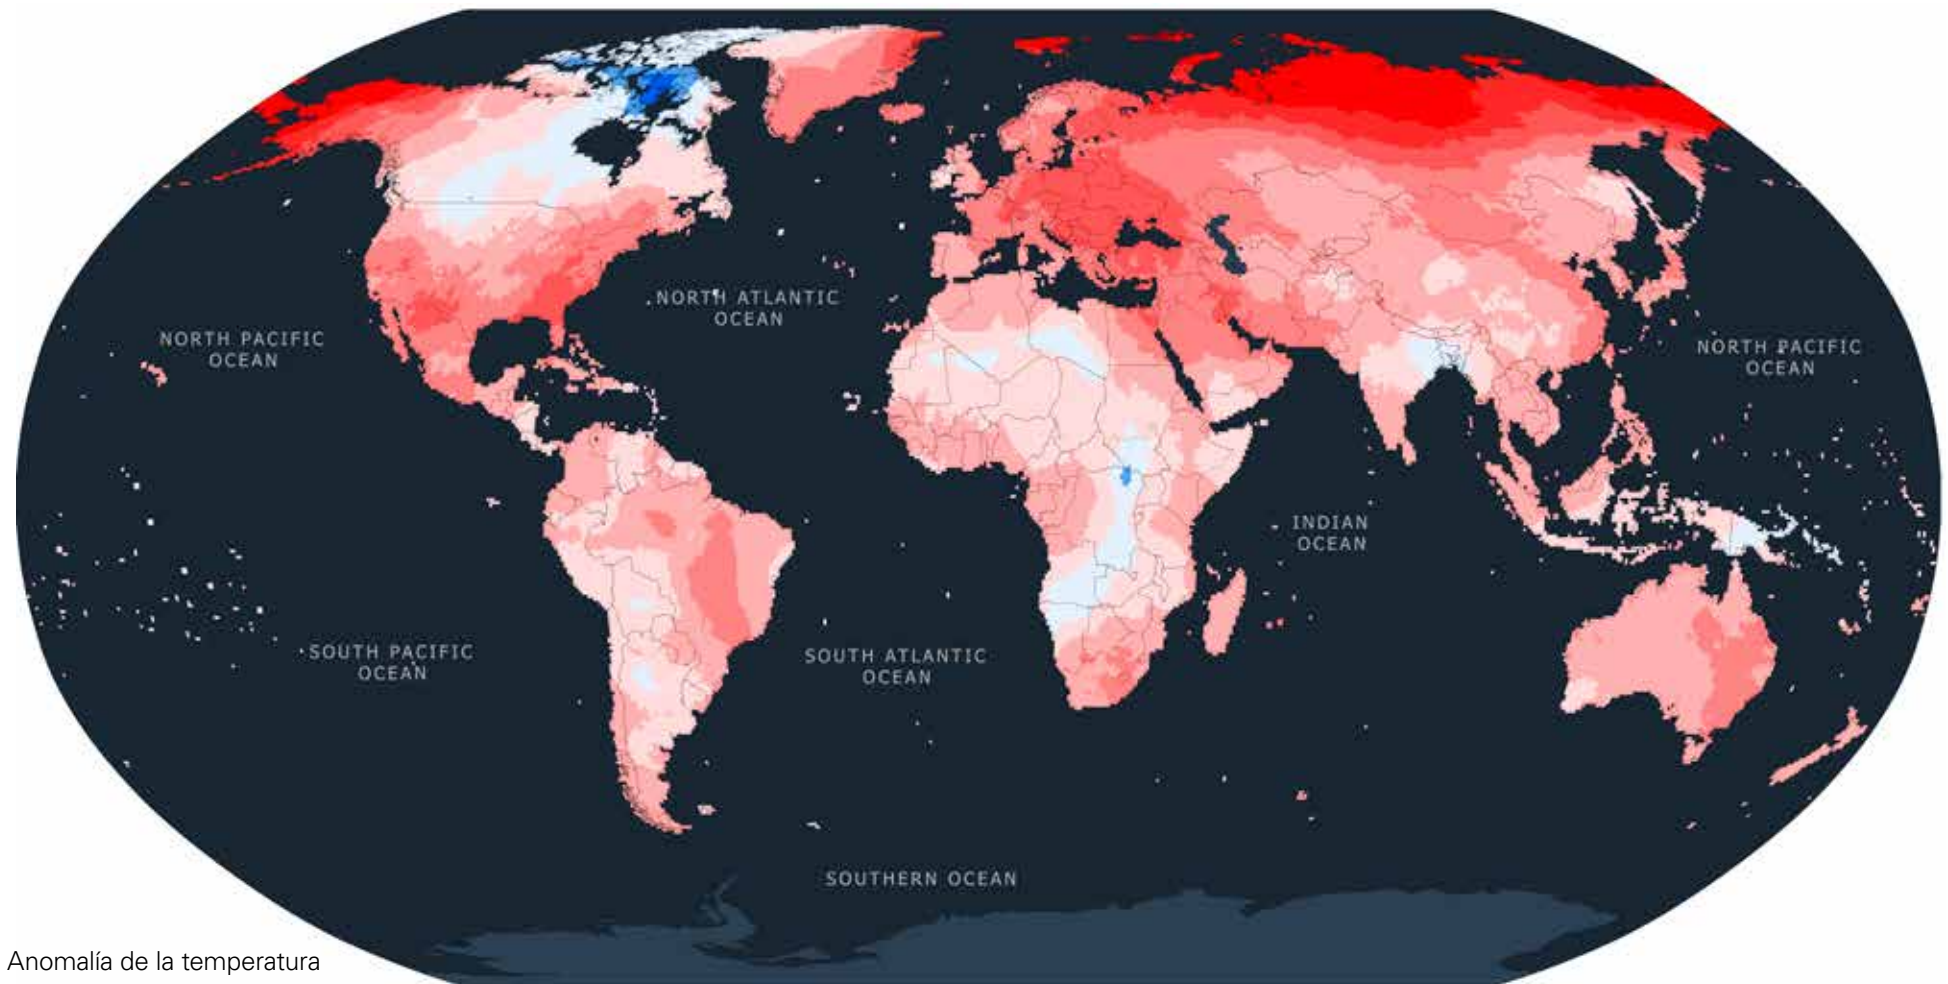 NORTH ATLANTIC
OCEAN
NORTH PACIFIC
OCEAN
NORTH PACIFIC
OCEAN
INDIAN
OCEAN
SOUTH PACIFIC
OCEAN
SOUTH ATLANTIC
OCEAN
SOUTHERN OCEAN
Anomalía de la temperatura